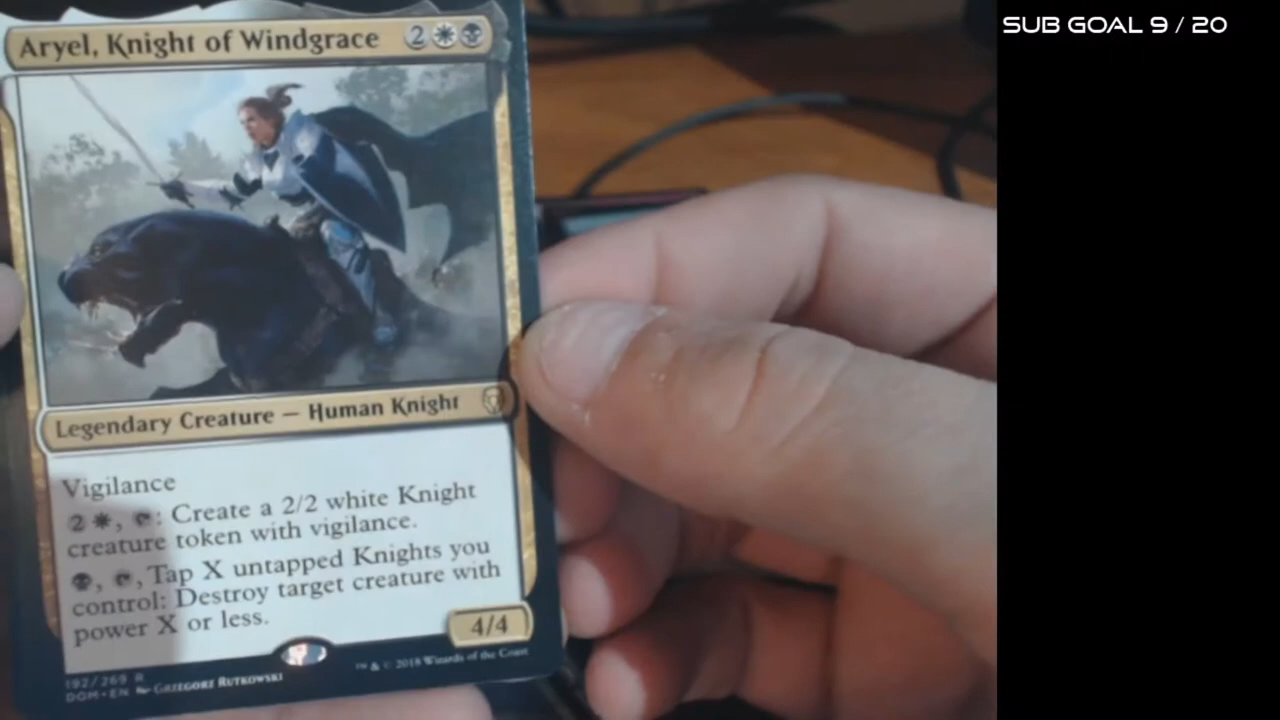 Aryel, Knight of Windgrace 2
SUB GOAL 9 / 20
Legendary Creature — Human Knight
Vigilance
2 , : Create a 2/2 white Knight
creature token with vigilance.
, , Tap X untapped Knights you
control: Destroy target creature with
power X or less.
4/4
192/269 R
DOM • EN GRZEGORZ RUTKOWSKI
™ & © 2018 Wizards of the Coast